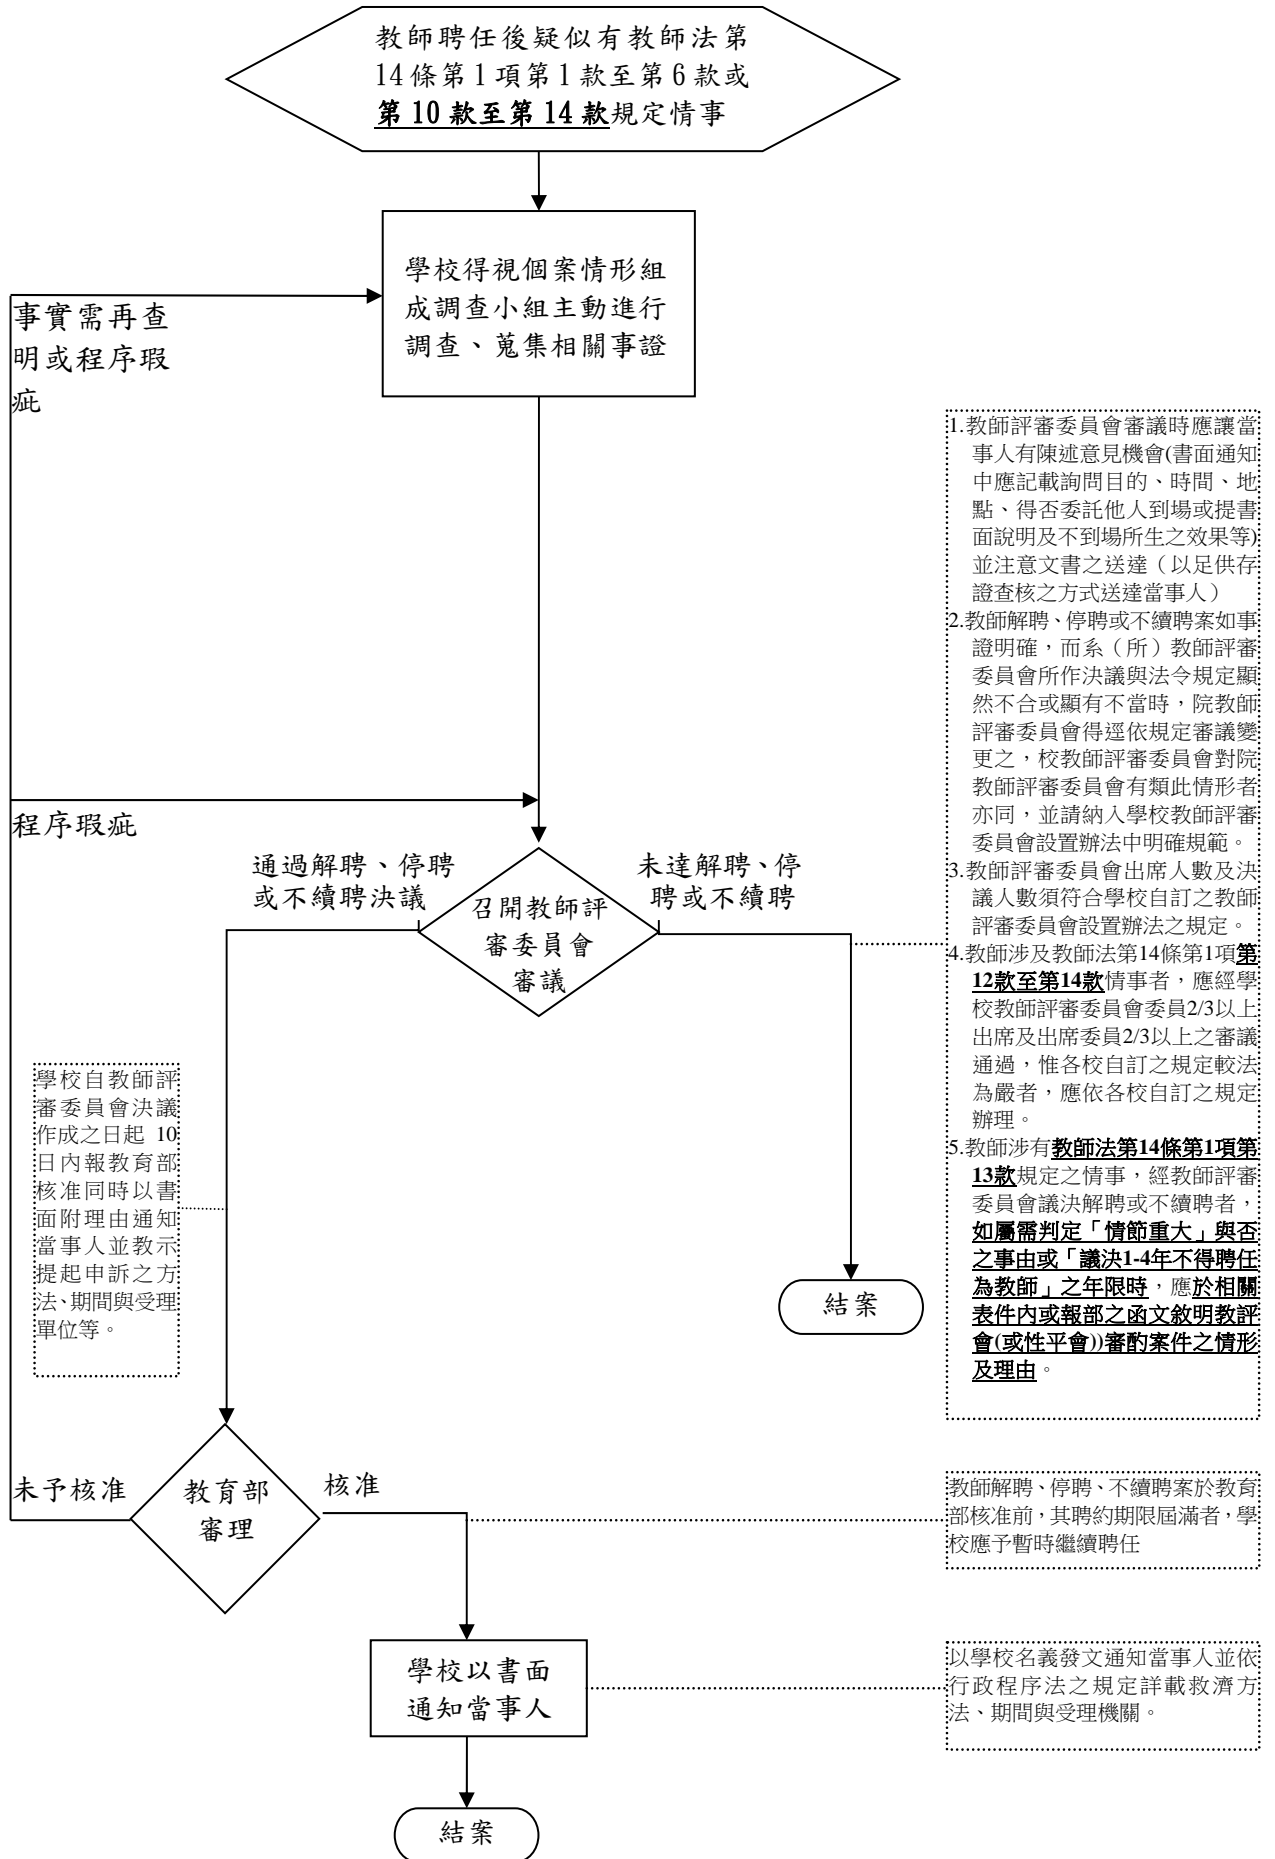 教師聘任後疑似有教師法第
14條第1項第1款至第6款或
第10款至第14款規定情事
學校得視個案情形組
成調查小組主動進行
調查、蒐集相關事證
事實需再查
明或程序瑕
疵
1.教師評審委員會審議時應讓當
事人有陳述意見機會(書面通知
中應記載詢問目的、時間、地
點、得否委託他人到場或提書
面說明及不到場所生之效果等)
並注意文書之送達（以足供存
證查核之方式送達當事人）
2.教師解聘、停聘或不續聘案如事
證明確，而系（所）教師評審
委員會所作決議與法令規定顯
然不合或顯有不當時，院教師
評審委員會得逕依規定審議變
更之，校教師評審委員會對院
教師評審委員會有類此情形者
亦同，並請納入學校教師評審
委員會設置辦法中明確規範。
3.教師評審委員會出席人數及決
議人數須符合學校自訂之教師
評審委員會設置辦法之規定。
4.教師涉及教師法第14條第1項第
12款至第14款情事者，應經學
校教師評審委員會委員2/3以上
出席及出席委員2/3以上之審議
通過，惟各校自訂之規定較法
為嚴者，應依各校自訂之規定
辦理。
5.教師涉有教師法第14條第1項第
13款規定之情事，經教師評審
委員會議決解聘或不續聘者，
如屬需判定「情節重大」與否
之事由或「議決1-4年不得聘任
為教師」之年限時，應於相關
表件內或報部之函文敘明教評
會(或性平會))審酌案件之情形
及理由。
程序瑕疵
通過解聘、停聘
或不續聘決議
未達解聘、停
聘或不續聘
召開教師評
審委員會
審議
學校自教師評
審委員會決議
作成之日起 10
日內報教育部
核准同時以書
面附理由通知
當事人並教示
提起申訴之方
法、期間與受理
單位等。
結案
未予核准
教育部
審理
核准
教師解聘、停聘、不續聘案於教育
部核准前，其聘約期限屆滿者，學
校應予暫時繼續聘任
學校以書面
通知當事人
以學校名義發文通知當事人並依
行政程序法之規定詳載救濟方
法、期間與受理機關。
結案